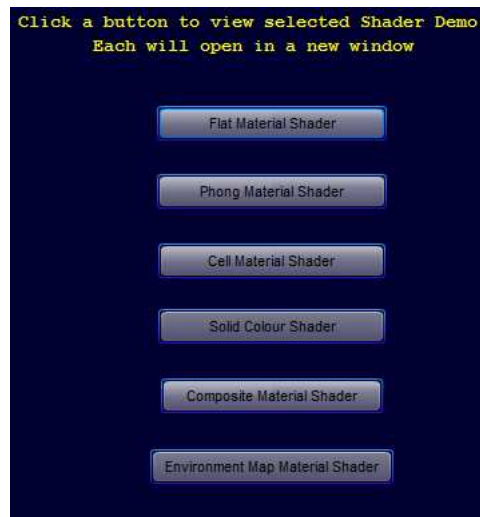 Click a button to view selected Shader Demo
Each will open in a new window
Flat Material Shader
Phong Material Shader
Cell Material Shader
Solid Colour Shader
Composite Material Shader
Environment Map Material Shader